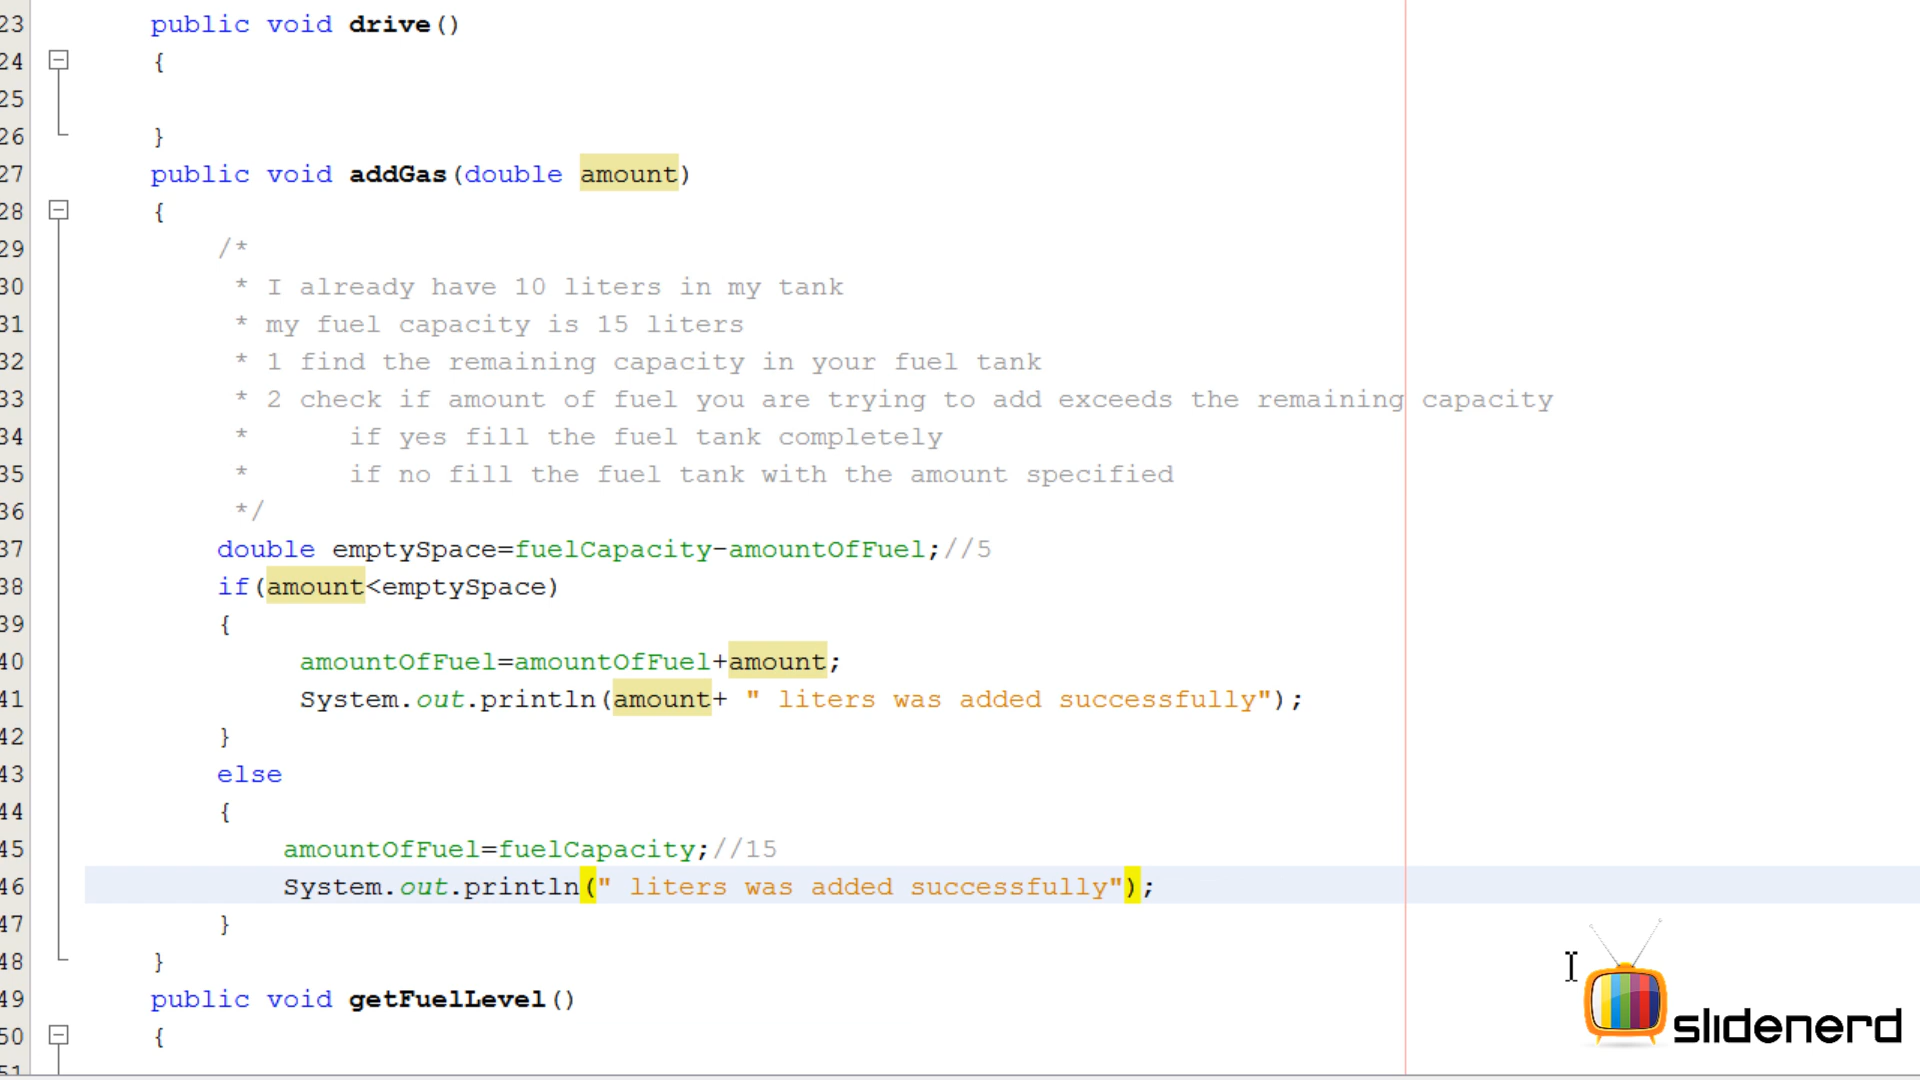 23 public void drive()
24 {
25
26 }
27 public void addGas(double amount)
28 {
29 /*
30 * I already have 10 liters in my tank
31 * my fuel capacity is 15 liters
32 * 1 find the remaining capacity in your fuel tank
33 * 2 check if amount of fuel you are trying to add exceeds the remaining capacity
34 * if yes fill the fuel tank completely
35 * if no fill the fuel tank with the amount specified
36 */
37 double emptySpace=fuelCapacity-amountOfFuel;//5
38 if(amount<emptySpace)
39 {
40 amountOfFuel=amountOfFuel+amount;
41 System.out.println(amount+ " liters was added successfully");
42 }
43 else
44 {
45 amountOfFuel=fuelCapacity;//15
46 System.out.println(" liters was added successfully");
47 }
48 }
49 public void getFuelLevel()
50 {
51
slidenerd